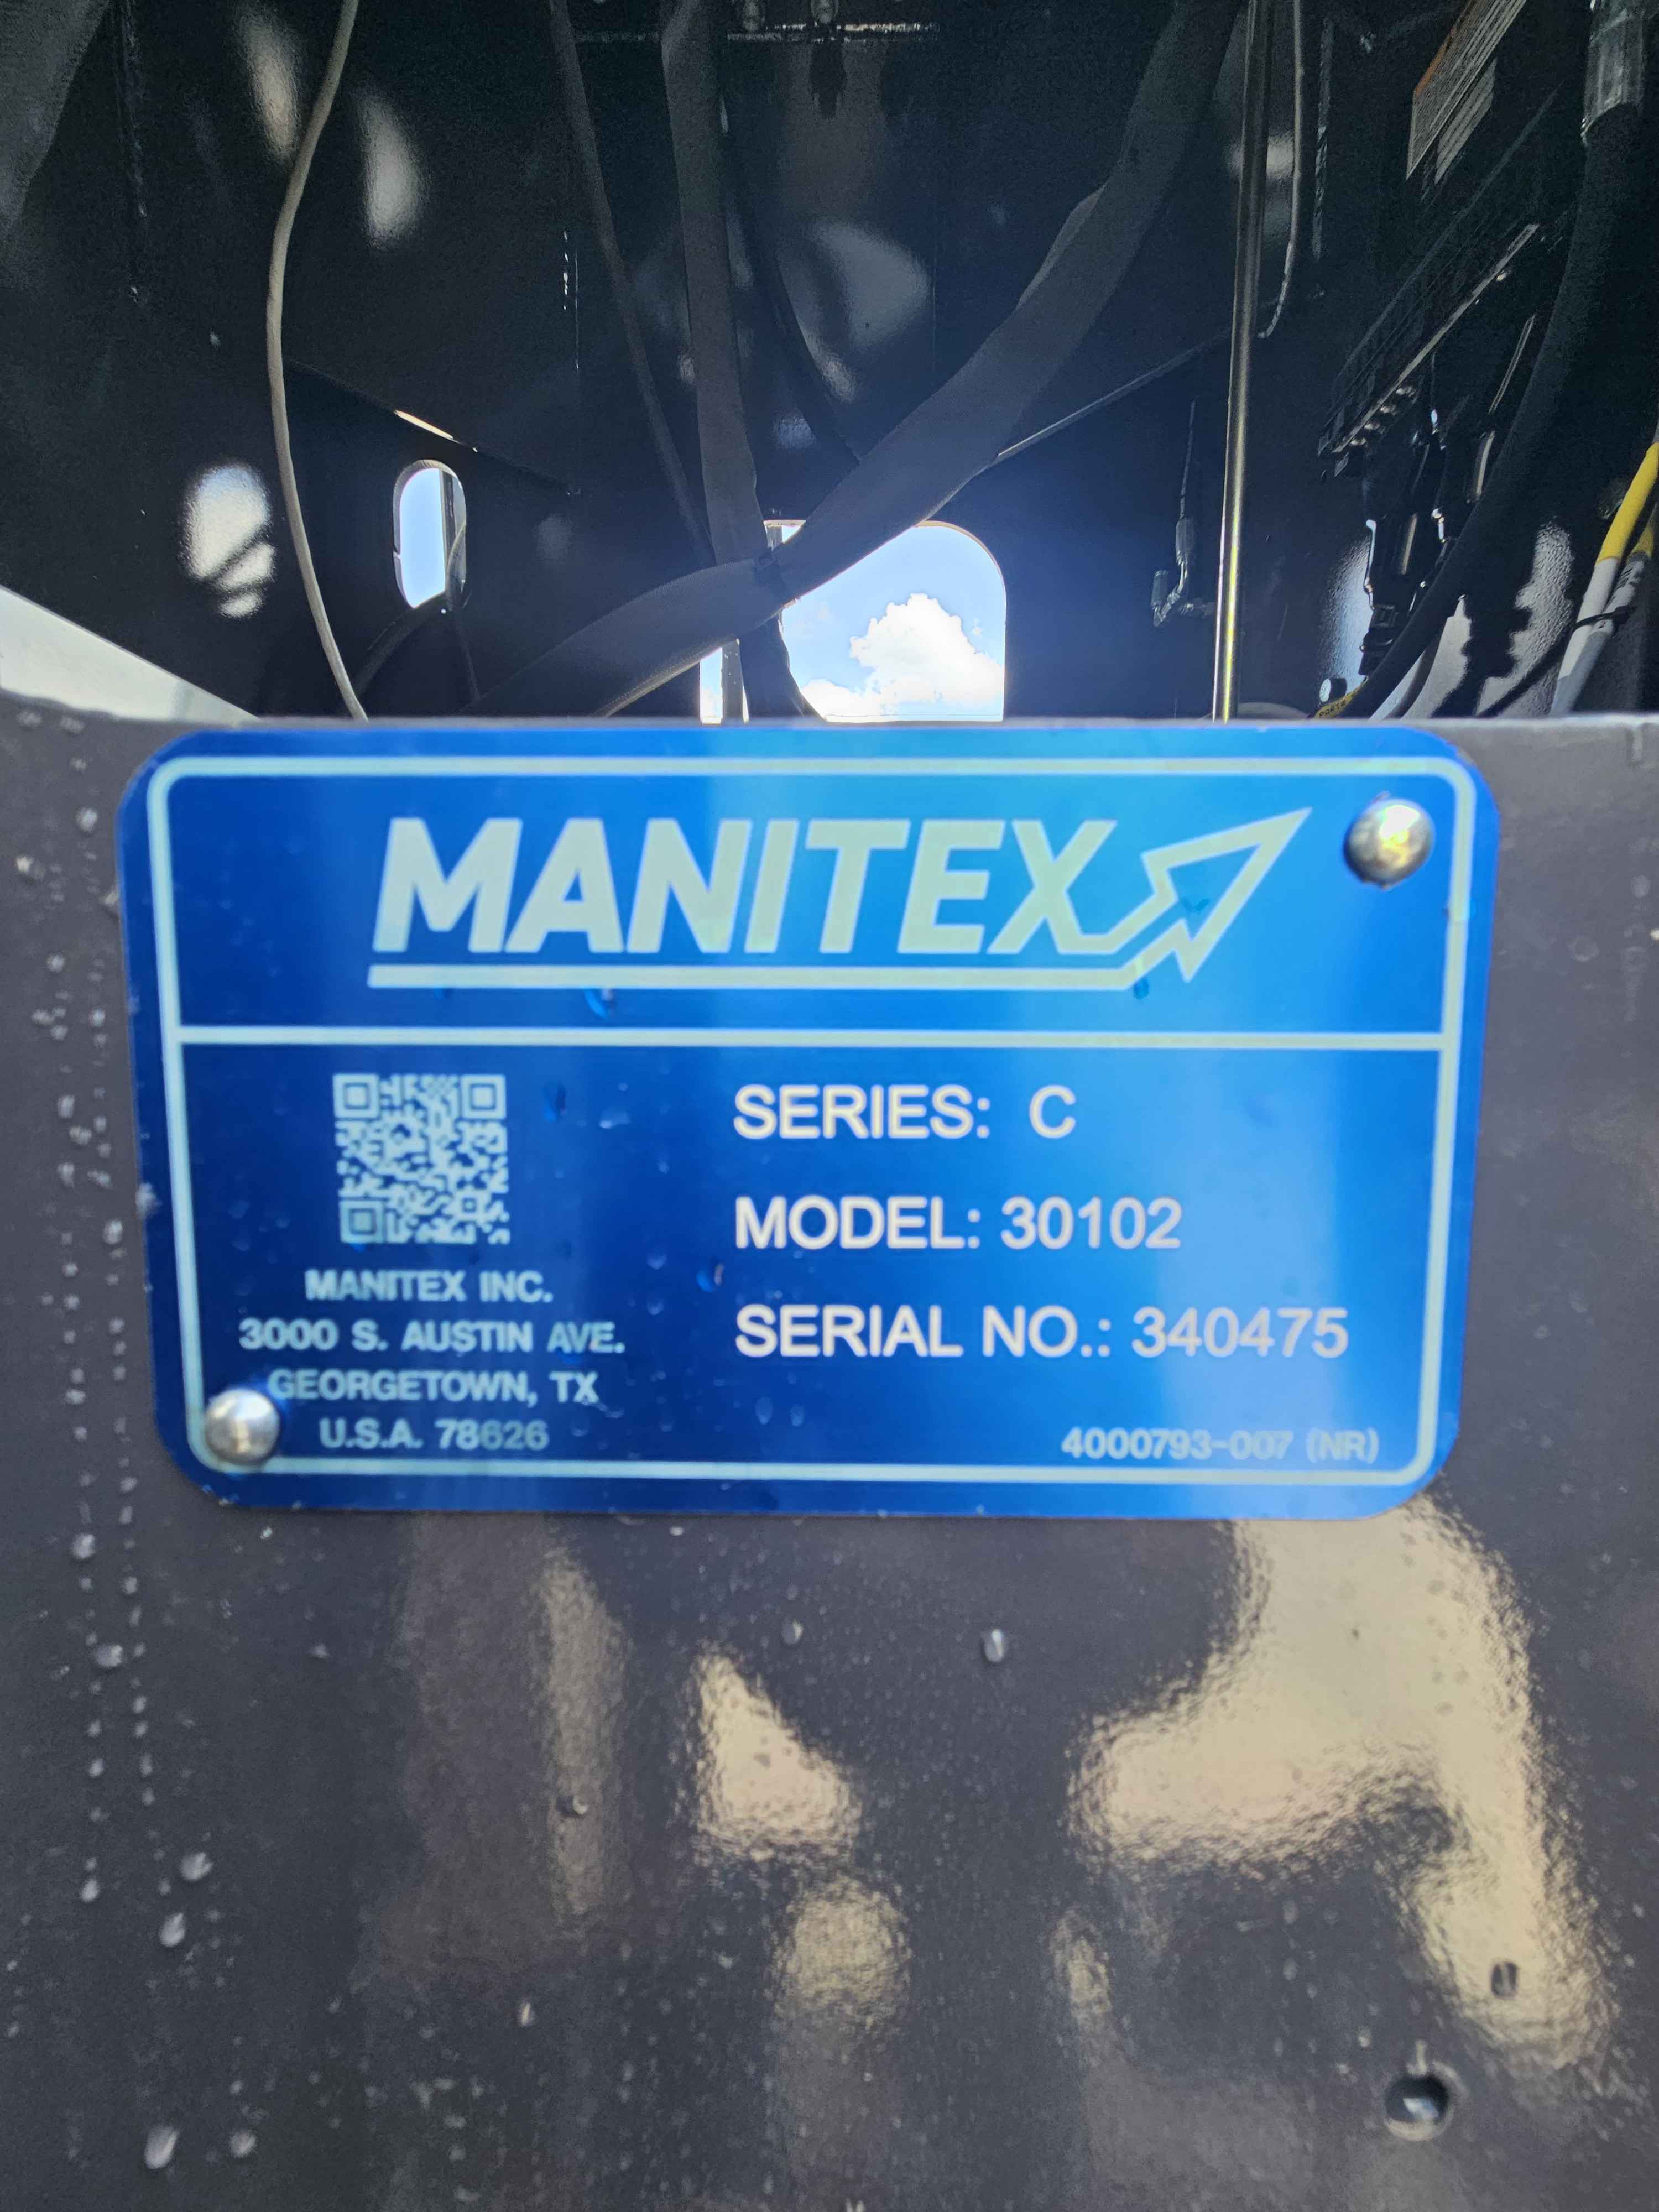 MANITEX
SERIES: C
MODEL: 30102
SERIAL NO.: 340475
MANITEX INC.
3000 S. AUSTIN AVE.
GEORGETOWN, TX
U.S.A. 78626
4000793-007 (NR)